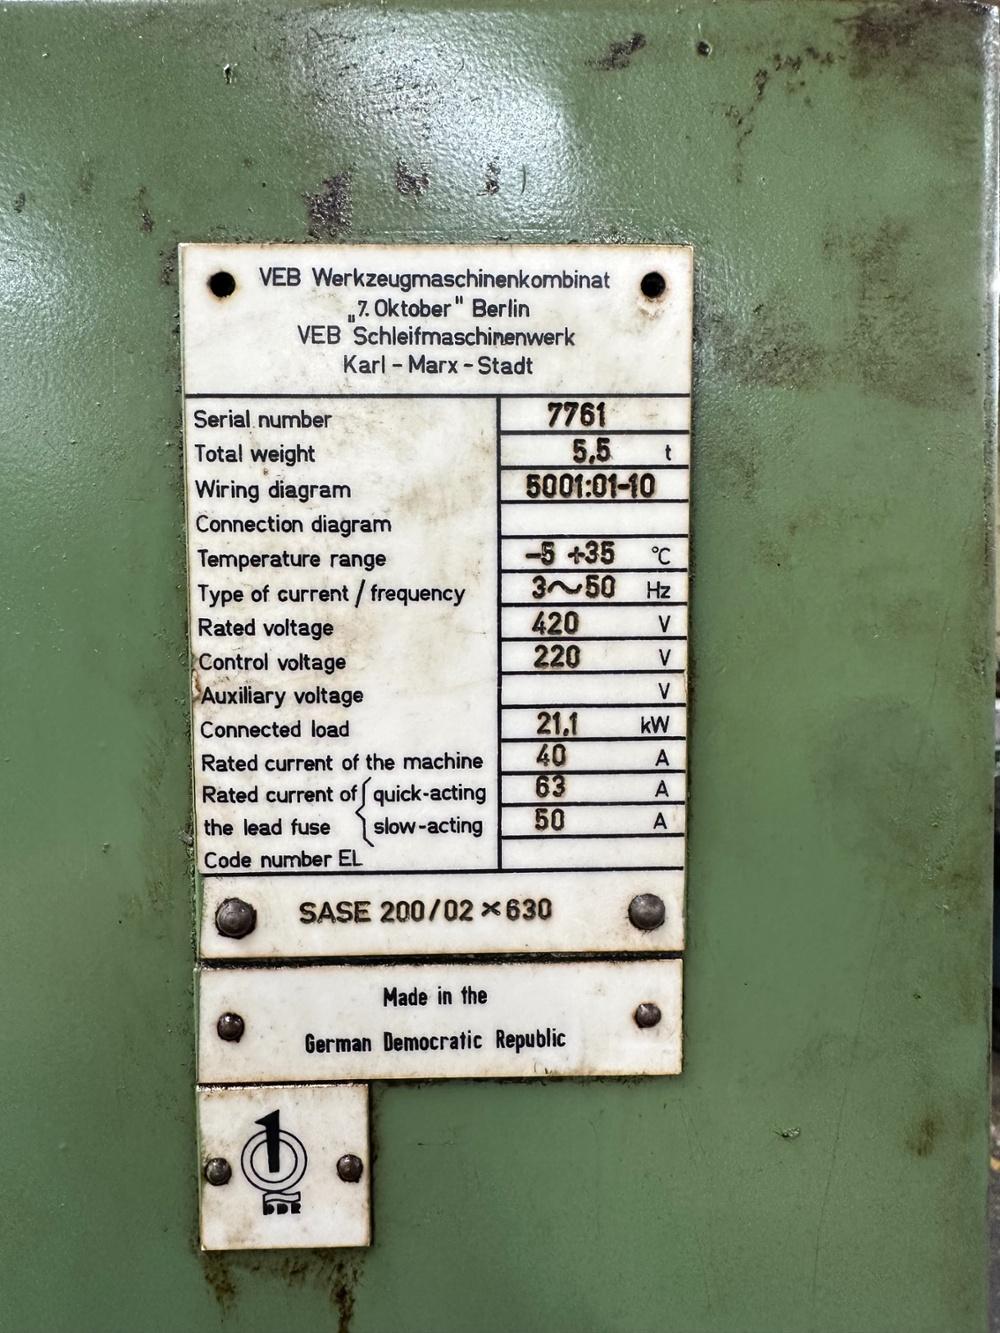 VEB Werkzeugmaschinenkombinat
„7. Oktober" Berlin
VEB Schleifmaschinenwerk
Karl - Marx - Stadt
Serial number 7761
Total weight 5,5 t
Wiring diagram 5001:01-10
Connection diagram
Temperature range -5 +35 °C
Type of current / frequency 3~50 Hz
Rated voltage 420 V
Control voltage 220 V
Auxiliary voltage V
Connected load 21,1 kW
Rated current of the machine 40 A
Rated current of { quick-acting 63 A
the lead fuse slow-acting 50 A
Code number EL
SASE 200/02 × 630
Made in the
German Democratic Republic
1
DDR